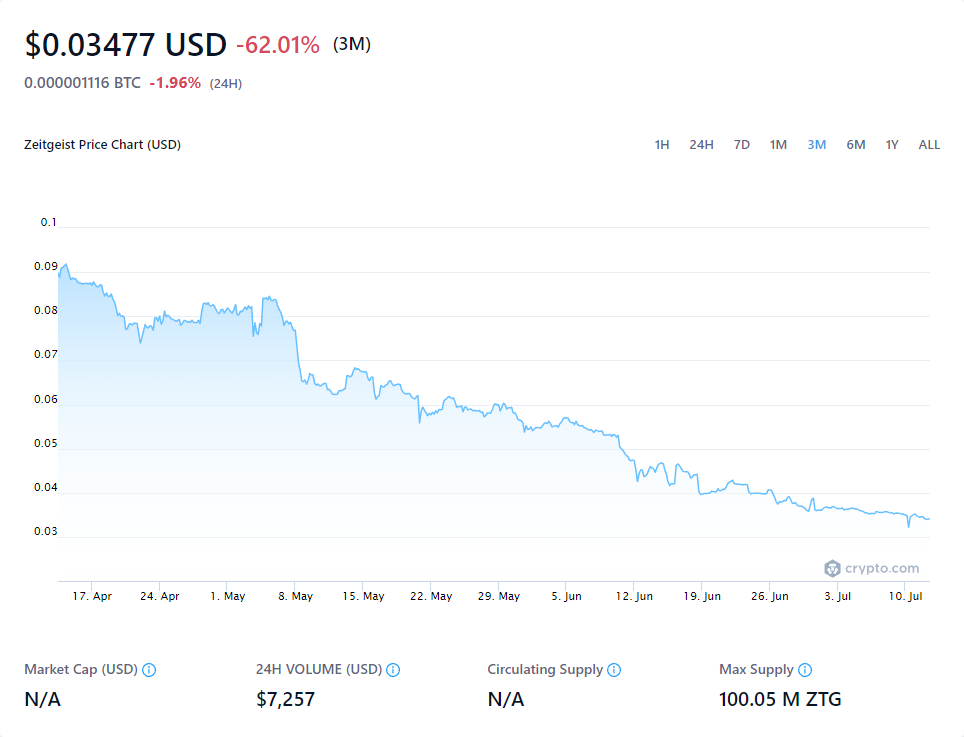 $0.03477 USD -62.01% (3M)
0.000001116 BTC -1.96% (24H)
Zeitgeist Price Chart (USD)
1H 24H 7D 1M 3M 6M 1Y ALL
0.1
0.09
0.08
0.07
0.06
0.05
0.04
0.03
crypto.com
17. Apr 24. Apr 1. May 8. May 15. May 22. May 29. May 5. Jun 12. Jun 19. Jun 26. Jun 3. Jul 10. Jul
Market Cap (USD) 24H VOLUME (USD) Circulating Supply Max Supply
N/A $7,257 N/A 100.05 M ZTG